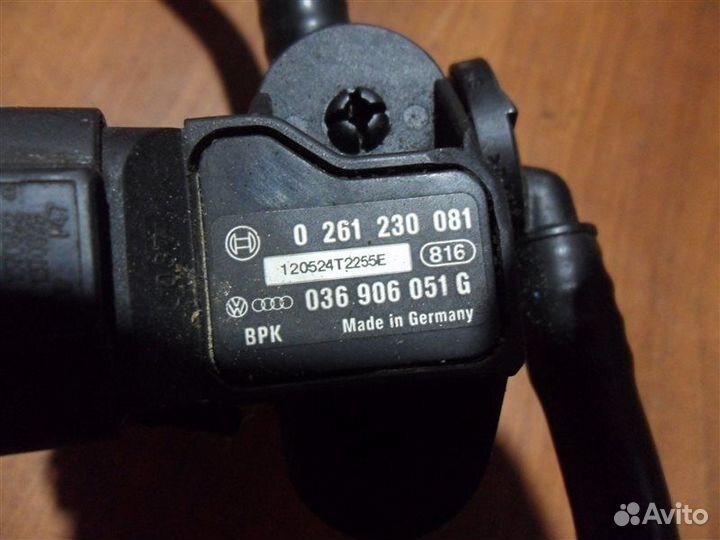 0 261 230 081
120524T2255E 816
036 906 051 G
BPK Made in Germany
Avito